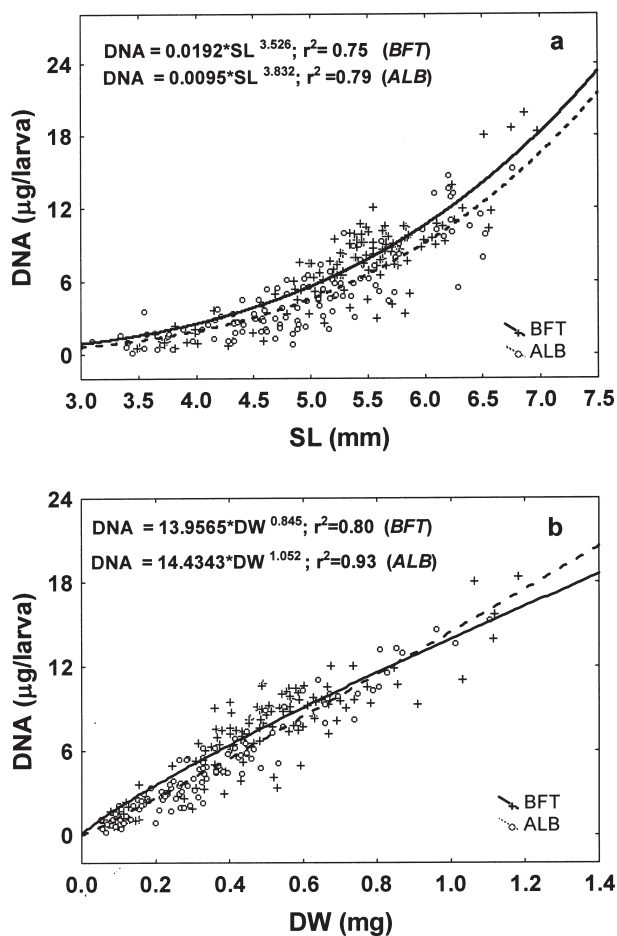 DNA = 0.0192*SL 3.526; r2= 0.75 (BFT)
a
DNA = 0.0095*SL 3.832; r2 =0.79 (ALB)
24
18
12
6
0
DNA (µg/larva)
BFT
ALB
3.0 3.5 4.0 4.5 5.0 5.5 6.0 6.5 7.0 7.5
SL (mm)
DNA = 13.9565*DW 0.845; r2=0.80 (BFT)
b
DNA = 14.4343*DW 1.052; r2=0.93 (ALB)
24
18
12
6
0
DNA (µg/larva)
BFT
ALB
0.0 0.2 0.4 0.6 0.8 1.0 1.2 1.4
DW (mg)